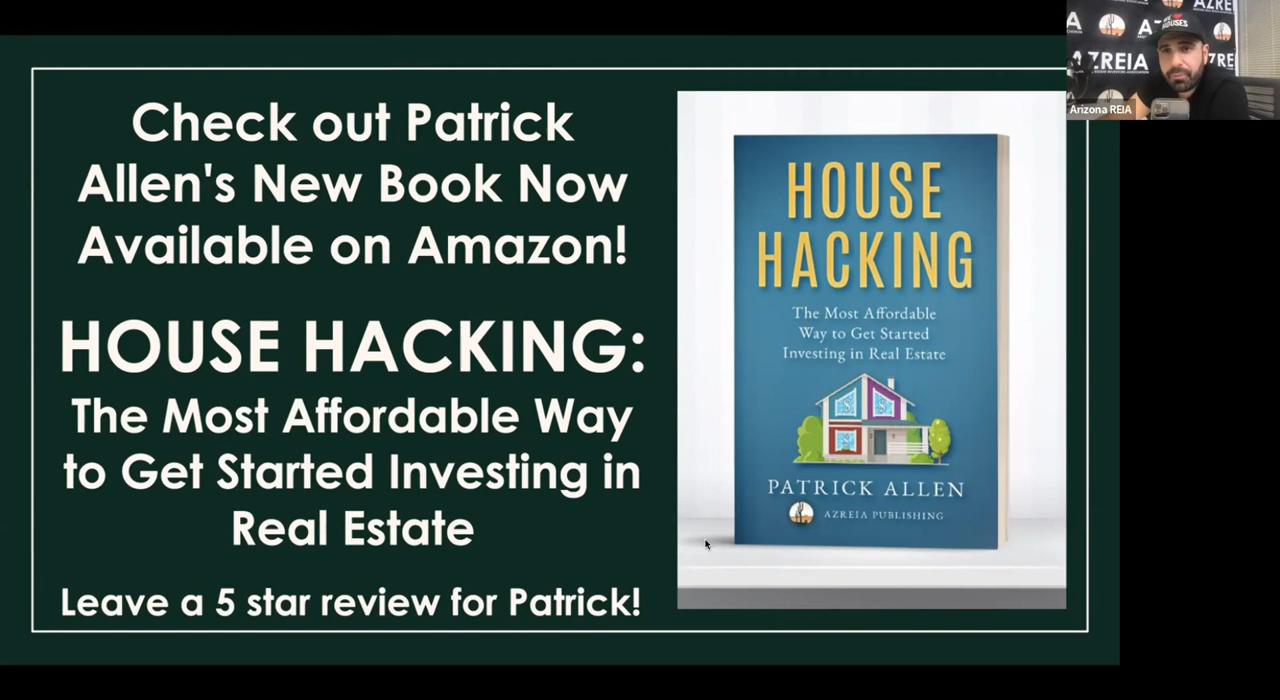 Check out Patrick
Allen's New Book Now
Available on Amazon!
HOUSE HACKING:
The Most Affordable Way
to Get Started Investing in
Real Estate
Leave a 5 star review for Patrick!
HOUSE
HACKING
The Most Affordable
Way to Get Started
Investing in Real Estate
PATRICK ALLEN
AZREIA PUBLISHING
AZREIA
HOUSES
Arizona REIA